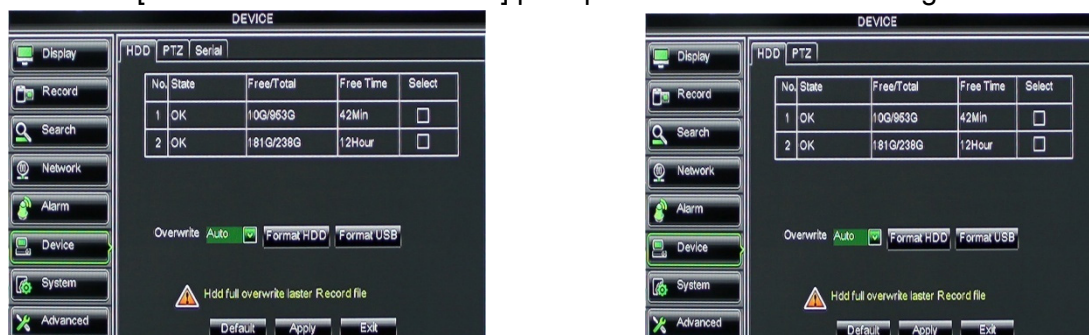 DEVICE
Display
Record
Search
Network
Alarm
Device
System
Advanced
HDD PTZ Serial
No. State Free/Total Free Time Select
1 OK 10G/953G 42Min
2 OK 181G/238G 12Hour
Overwrite Auto Format HDD Format USB
Hdd full overwrite laster Record file
Default Apply Exit
DEVICE
Display
Record
Search
Network
Alarm
Device
System
Advanced
HDD PTZ
No. State Free/Total Free Time Select
1 OK 10G/953G 42Min
2 OK 181G/238G 12Hour
Overwrite Auto Format HDD Format USB
Hdd full overwrite laster Record file
Default Apply Exit